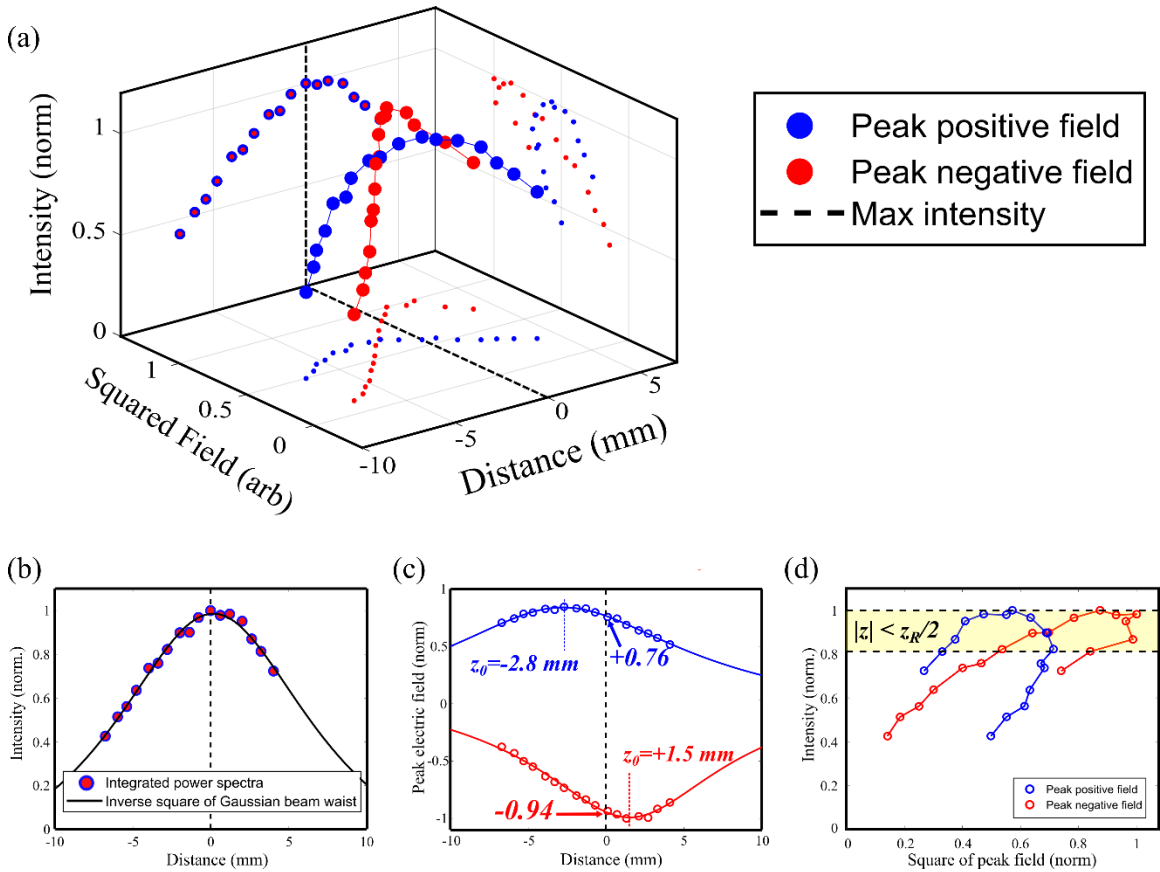 (a)
Intensity (norm)
1
0.5
0
Squared Field (arb)
1
0.5
0
Distance (mm)
-10
-5
0
5
Peak positive field
Peak negative field
Max intensity
(b)
Intensity (norm.)
1
0.8
0.6
0.4
0.2
0
-10
-5
0
5
10
Distance (mm)
Integrated power spectra
Inverse square of Gaussian beam waist
(c)
Peak electric field (norm)
1
0.5
0
-0.5
-1
-10
-5
0
5
10
Distance (mm)
z₀=-2.8 mm
+0.76
z₀=+1.5 mm
-0.94
(d)
Intensity (norm.)
1
0.8
0.6
0.4
0.2
0
0
0.2
0.4
0.6
0.8
1
Square of peak field (norm)
|z| < z_R/2
Peak positive field
Peak negative field